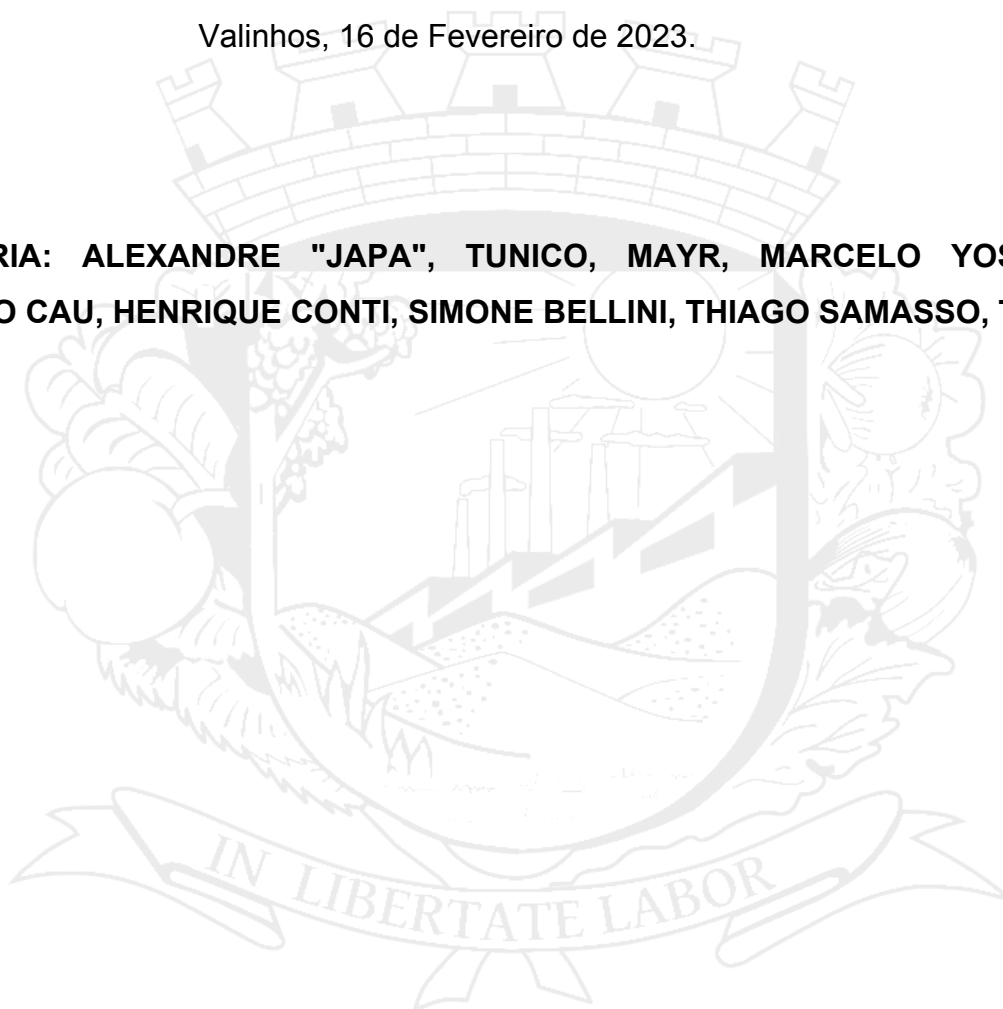 Valinhos, 16 de Fevereiro de 2023.
RIA: ALEXANDRE "JAPA", TUNICO, MAYR, MARCELO YOS
O CAU, HENRIQUE CONTI, SIMONE BELLINI, THIAGO SAMASSO,
IN LIBERTATE LABOR